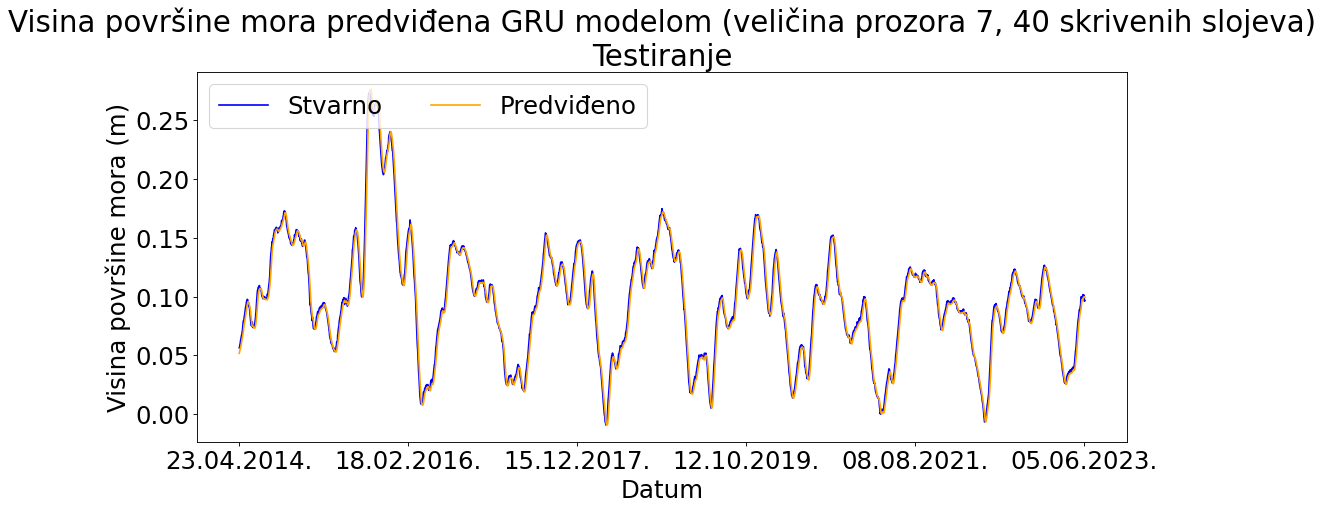 Visina površine mora predviđena GRU modelom (veličina prozora 7, 40 skrivenih slojeva)
Testiranje
Stvarno
Predviđeno
Visina površine mora (m)
0.25
0.20
0.15
0.10
0.05
0.00
23.04.2014.
18.02.2016.
15.12.2017.
12.10.2019.
08.08.2021.
05.06.2023.
Datum